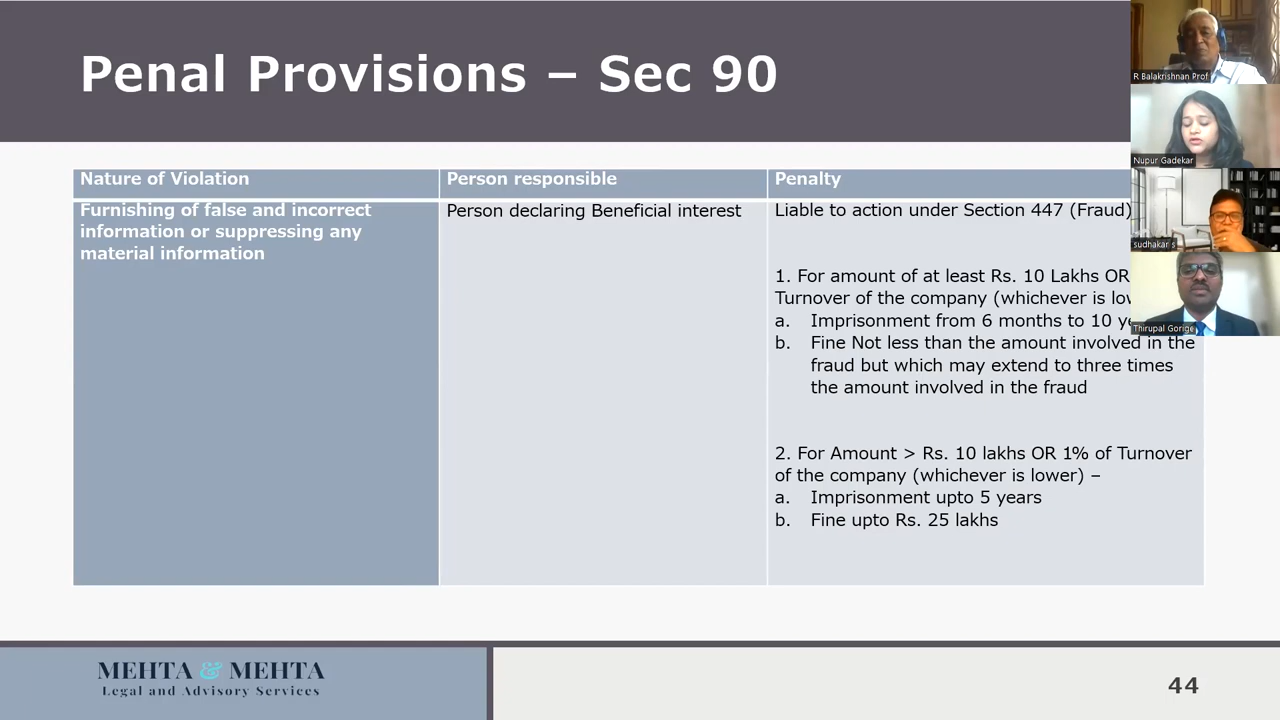 Penal Provisions – Sec 90
R Balakrishnan Prof
Nupur Gadekar
sudhakar s
Thirupal Gorige
Nature of Violation
Person responsible
Penalty
Furnishing of false and incorrect
information or suppressing any
material information
Person declaring Beneficial interest
Liable to action under Section 447 (Fraud)
1. For amount of at least Rs. 10 Lakhs OR
Turnover of the company (whichever is
a. Imprisonment from 6 months to 10
b. Fine Not less than the amount involved in the
fraud but which may extend to three times
the amount involved in the fraud
2. For Amount > Rs. 10 lakhs OR 1% of Turnover
of the company (whichever is lower) –
a. Imprisonment upto 5 years
b. Fine upto Rs. 25 lakhs
MEHTA & MEHTA
Legal and Advisory Services
44